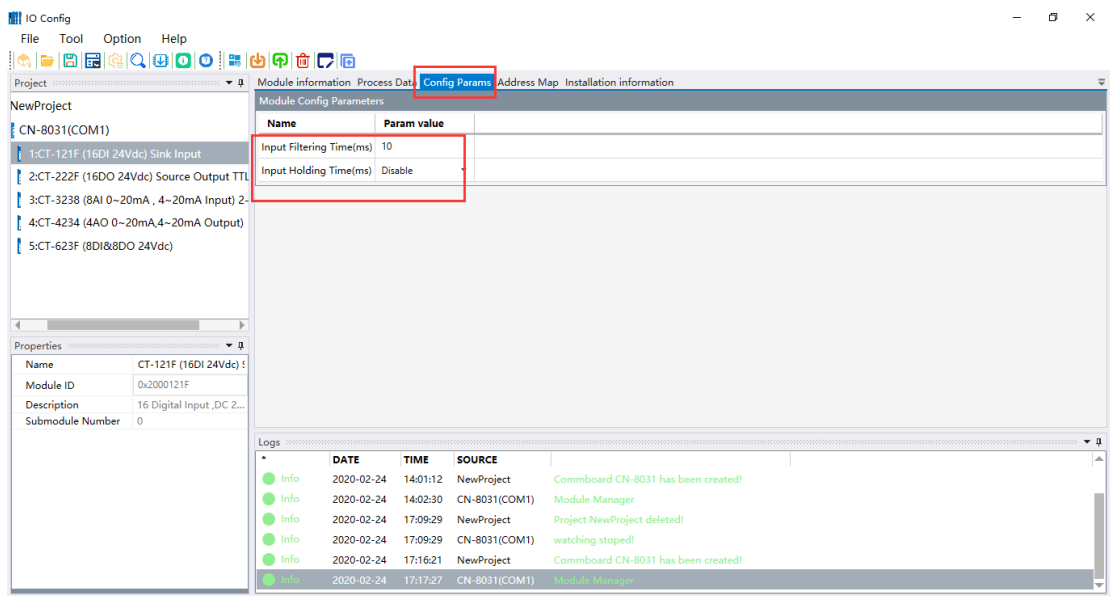 IO Config
File Tool Option Help
Project
Module information Process Data Config Params Address Map Installation information
NewProject
CN-8031(COM1)
1:CT-121F (16DI 24Vdc) Sink Input
2:CT-222F (16DO 24Vdc) Source Output TTL
3:CT-3238 (8AI 0~20mA , 4~20mA Input) 2-
4:CT-4234 (4AO 0~20mA,4~20mA Output)
5:CT-623F (8DI&8DO 24Vdc)
Module Config Parameters
Name Param value
Input Filtering Time(ms) 10
Input Holding Time(ms) Disable
Properties
Name CT-121F (16DI 24Vdc)
Module ID 0x2000121F
Description 16 Digital Input ,DC 2...
Submodule Number 0
Logs
* DATE TIME SOURCE
Info 2020-02-24 14:01:12 NewProject Commboard CN-8031 has been created!
Info 2020-02-24 14:02:30 CN-8031(COM1) Module Manager
Info 2020-02-24 17:09:29 NewProject Project NewProject deleted!
Info 2020-02-24 17:09:29 CN-8031(COM1) watching stoped!
Info 2020-02-24 17:16:21 NewProject Commboard CN-8031 has been created!
Info 2020-02-24 17:17:27 CN-8031(COM1) Module Manager